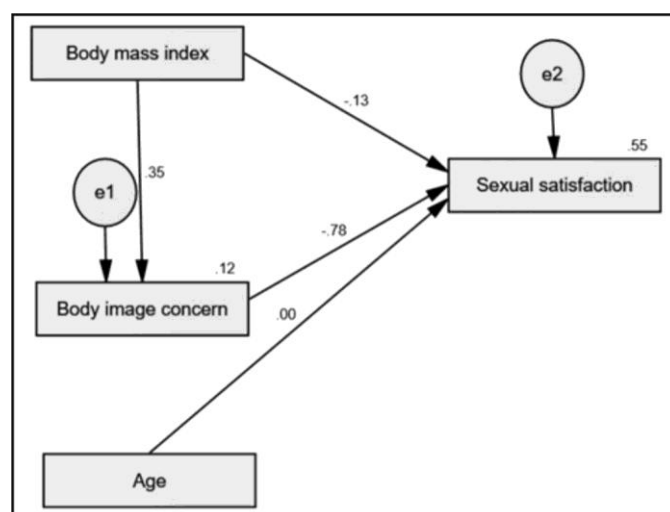 Body mass index
e2
-.13
.55
.35
Sexual satisfaction
e1
-.78
.12
Body image concern
.00
Age